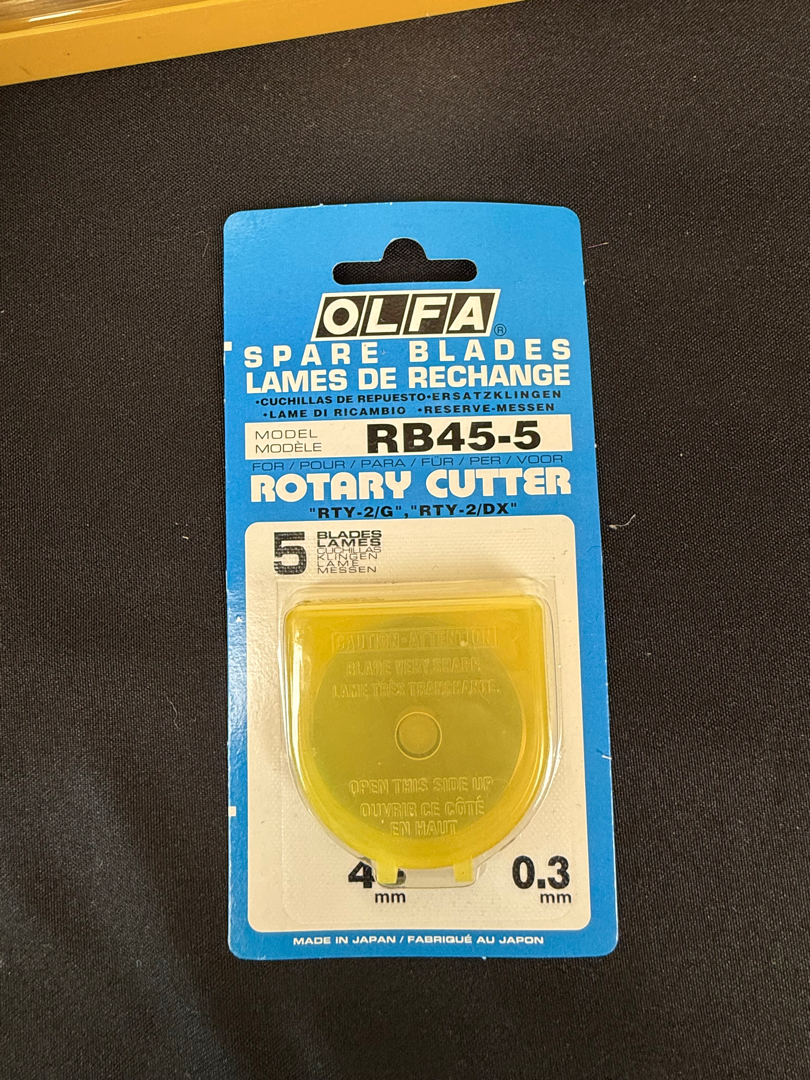 OLFA®
SPARE BLADES
LAMES DE RECHANGE
•CUCHILLAS DE REPUESTO•ERSATZKLINGEN
•LAME DI RICAMBIO •RESERVE-MESSEN
MODEL
MODÈLE
RB45-5
FOR / POUR / PARA / FÜR / PER / VOOR
ROTARY CUTTER
"RTY-2/G", "RTY-2/DX"
5
BLADES
LAMES
CUCHILLAS
KLINGEN
LAME
MESSEN
CAUTION-ATTENTION
BLADE VERY SHARP.
LAME TRÈS TRANCHANTE.
OPEN THIS SIDE UP
OUVRIR CE CÔTÉ
EN HAUT
45
mm
0.3
mm
MADE IN JAPAN / FABRIQUÉ AU JAPON